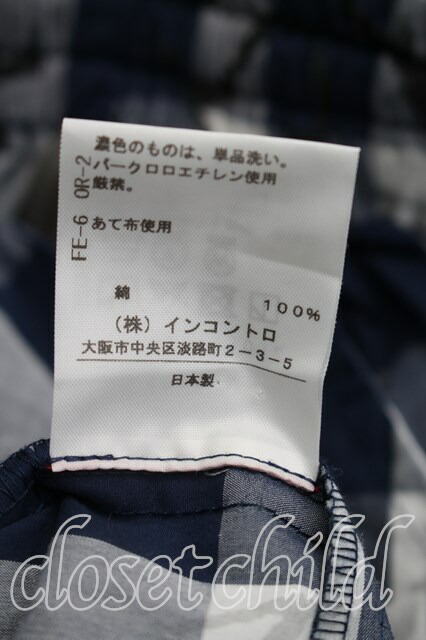 濃色のものは、単品洗い。
パークロロエチレン使用
厳禁。
あて布使用
FE-6 OR-2
綿 100%
(株)インコントロ
大阪市中央区淡路町2-3-5
日本製
closet child